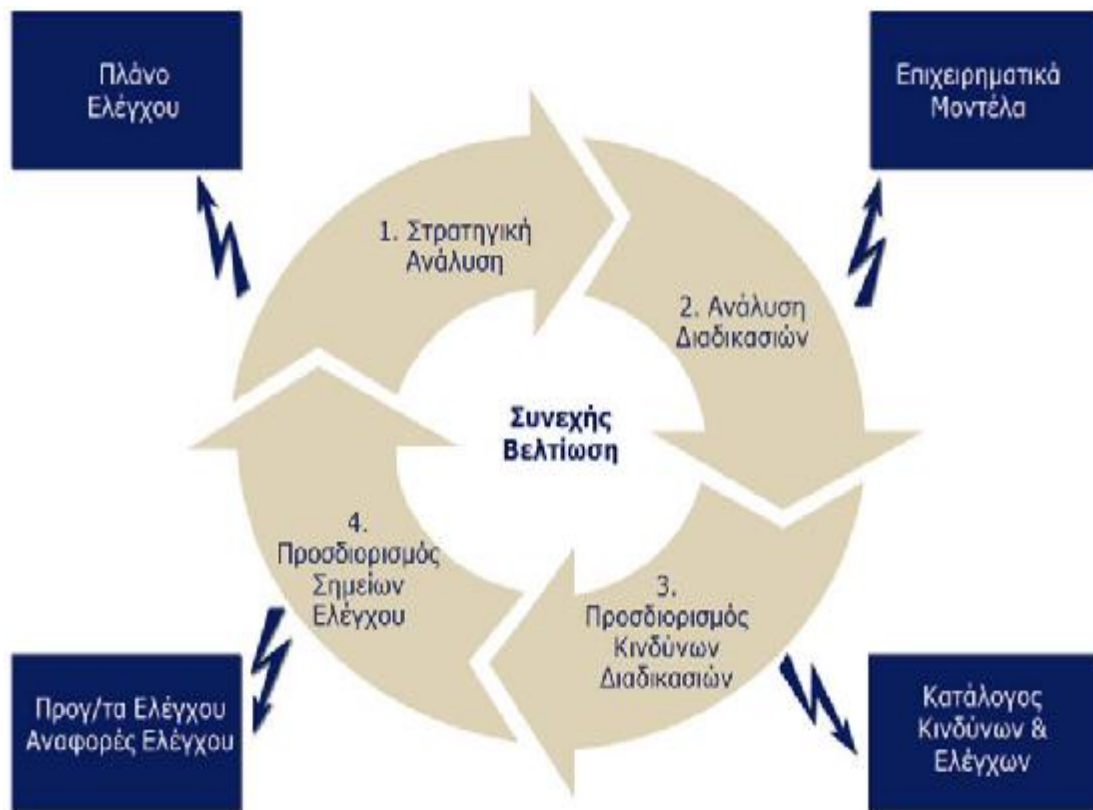 Πλάνο
Ελέγχου
Επιχειρηματικά
Μοντέλα
1. Στρατηγική
Ανάλυση
2. Ανάλυση
Διαδικασιών
Συνεχής
Βελτίωση
4.
Προσδιορισμός
Σημείων
Ελέγχου
3.
Προσδιορισμός
Κινδύνων
Διαδικασιών
Προγ/τα Ελέγχου
Αναφορές Ελέγχου
Κατάλογος
Κινδύνων &
Ελέγχων